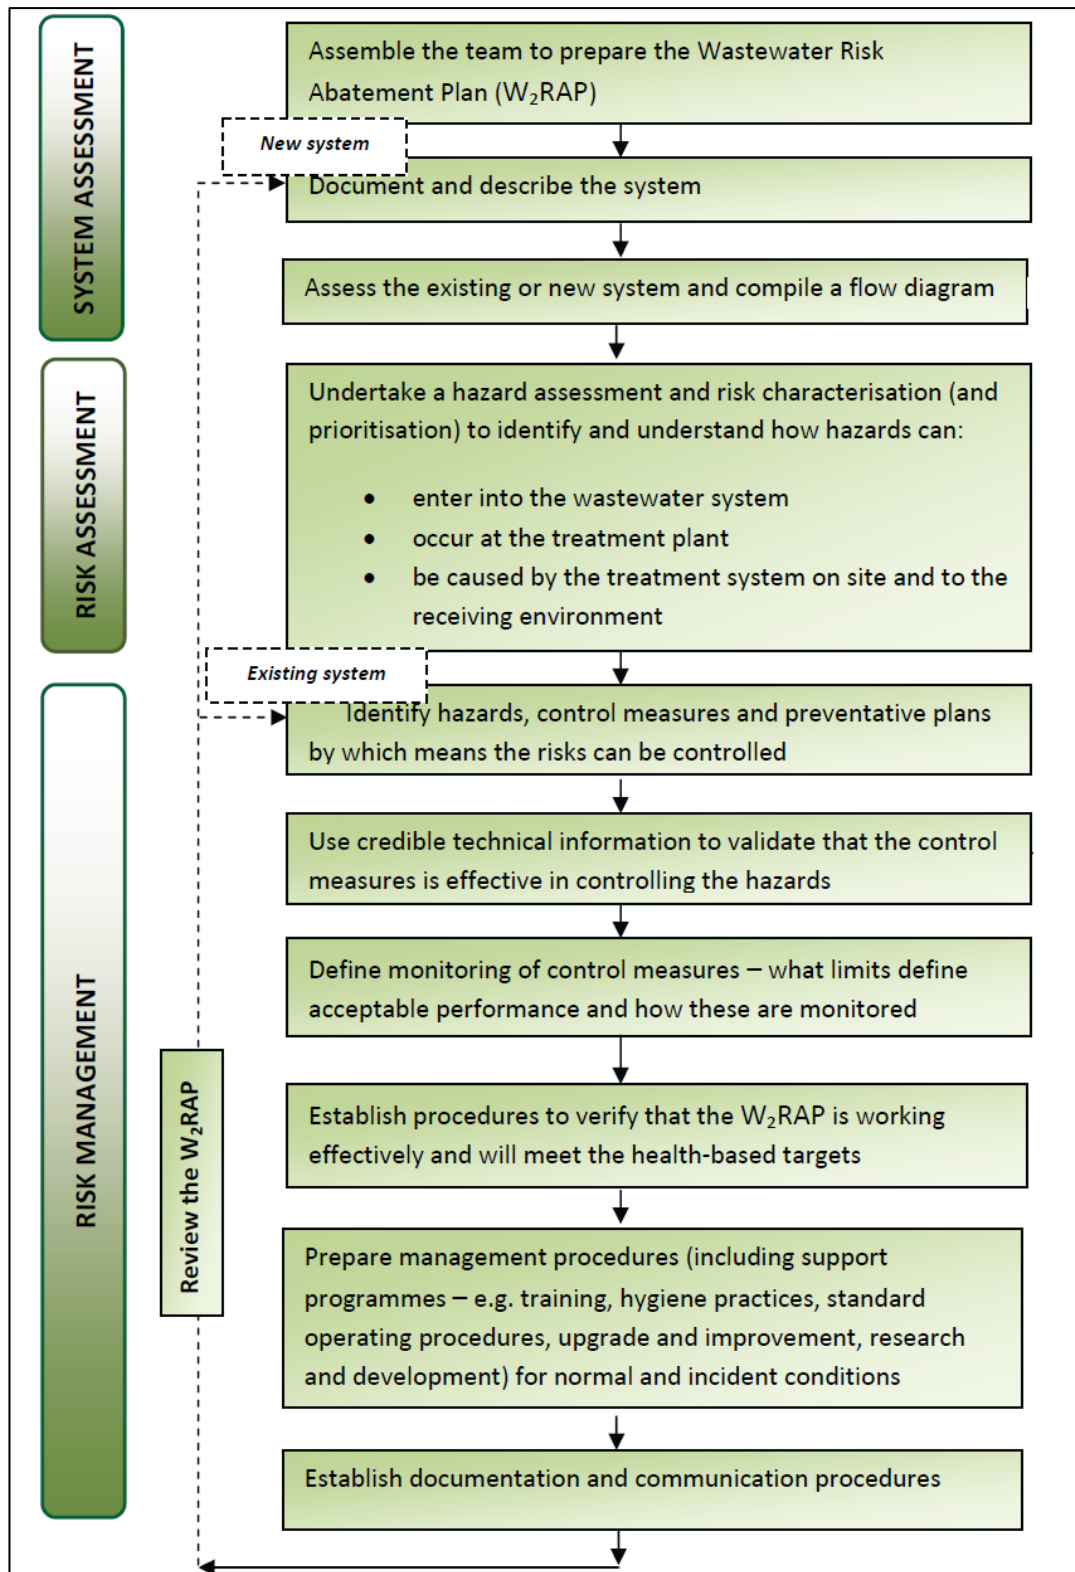 SYSTEM ASSESSMENT
Assemble the team to prepare the Wastewater Risk
Abatement Plan (W₂RAP)
New system
Document and describe the system
Assess the existing or new system and compile a flow diagram
RISK ASSESSMENT
Undertake a hazard assessment and risk characterisation (and
prioritisation) to identify and understand how hazards can:
• enter into the wastewater system
• occur at the treatment plant
• be caused by the treatment system on site and to the
receiving environment
Existing system
RISK MANAGEMENT
Identify hazards, control measures and preventative plans
by which means the risks can be controlled
Use credible technical information to validate that the control
measures is effective in controlling the hazards
Define monitoring of control measures – what limits define
acceptable performance and how these are monitored
Review the W₂RAP
Establish procedures to verify that the W₂RAP is working
effectively and will meet the health-based targets
Prepare management procedures (including support
programmes – e.g. training, hygiene practices, standard
operating procedures, upgrade and improvement, research
and development) for normal and incident conditions
Establish documentation and communication procedures